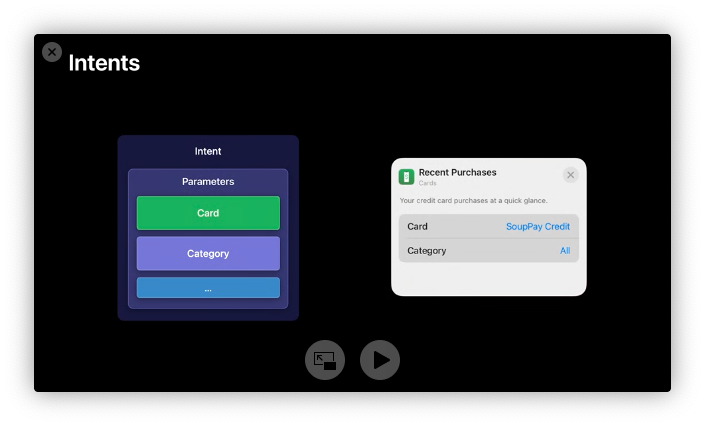 Intents
Intent
Parameters
Card
Category
...
Recent Purchases
Cards
Your credit card purchases at a quick glance.
Card SoupPay Credit
Category All